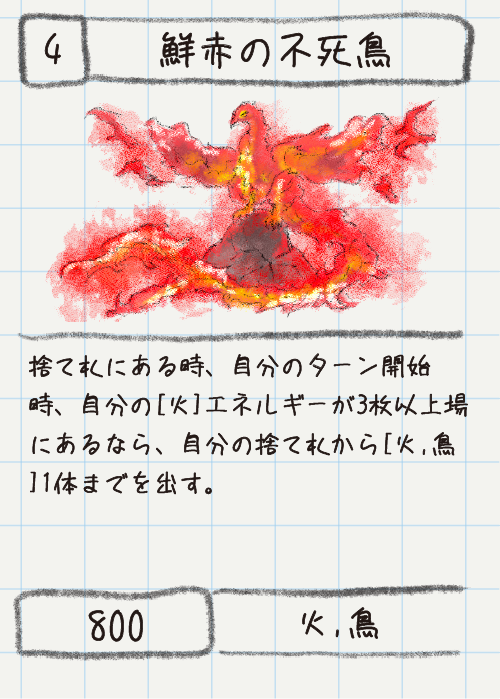 4
鮮赤の不死鳥
捨て札にある時、自分のターン開始
時、自分の[火]エネルギーが3枚以上場
にあるなら、自分の捨て札から[火,鳥
]1体までを出す。
800
火,鳥